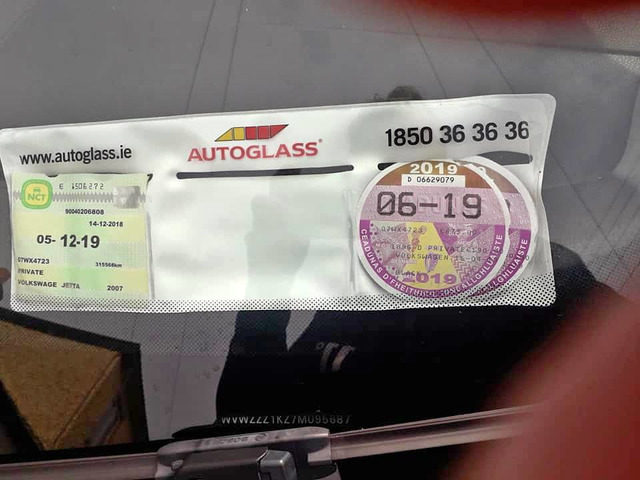 www.autoglass.ie
AUTOGLASS®
1850 36 36 36
NCT
90040206808
14-12-2018
05- 12-19
07WX4723
PRIVATE
315568km
VOLKSWAGE JETTA 2007
2019
D 06629079
06-19
07WX4723
VOLKSWAGEN
2019
WVWZZZ1KZ7M095687